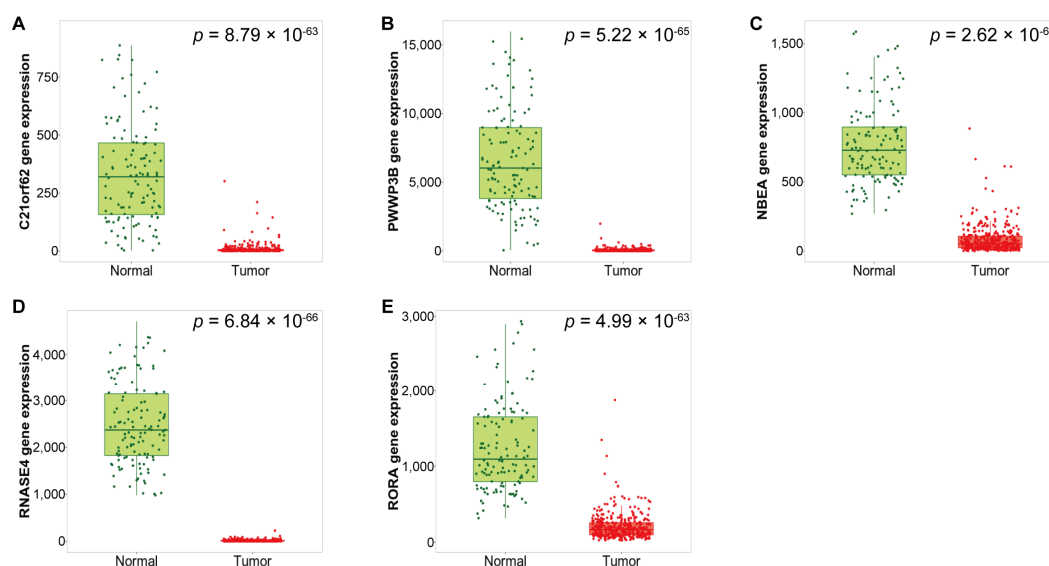 A
p = 8.79 × 10⁻⁶³
C21orf62 gene expression
750
500
250
0
Normal Tumor
B
p = 5.22 × 10⁻⁶⁵
PWWP3B gene expression
15,000
10,000
5,000
0
Normal Tumor
C
p = 2.62 × 10⁻⁶
NBEA gene expression
1,500
1,000
500
0
Normal Tumor
D
p = 6.84 × 10⁻⁶⁶
RNASE4 gene expression
4,000
3,000
2,000
1,000
0
Normal Tumor
E
p = 4.99 × 10⁻⁶³
RORA gene expression
3,000
2,000
1,000
0
Normal Tumor